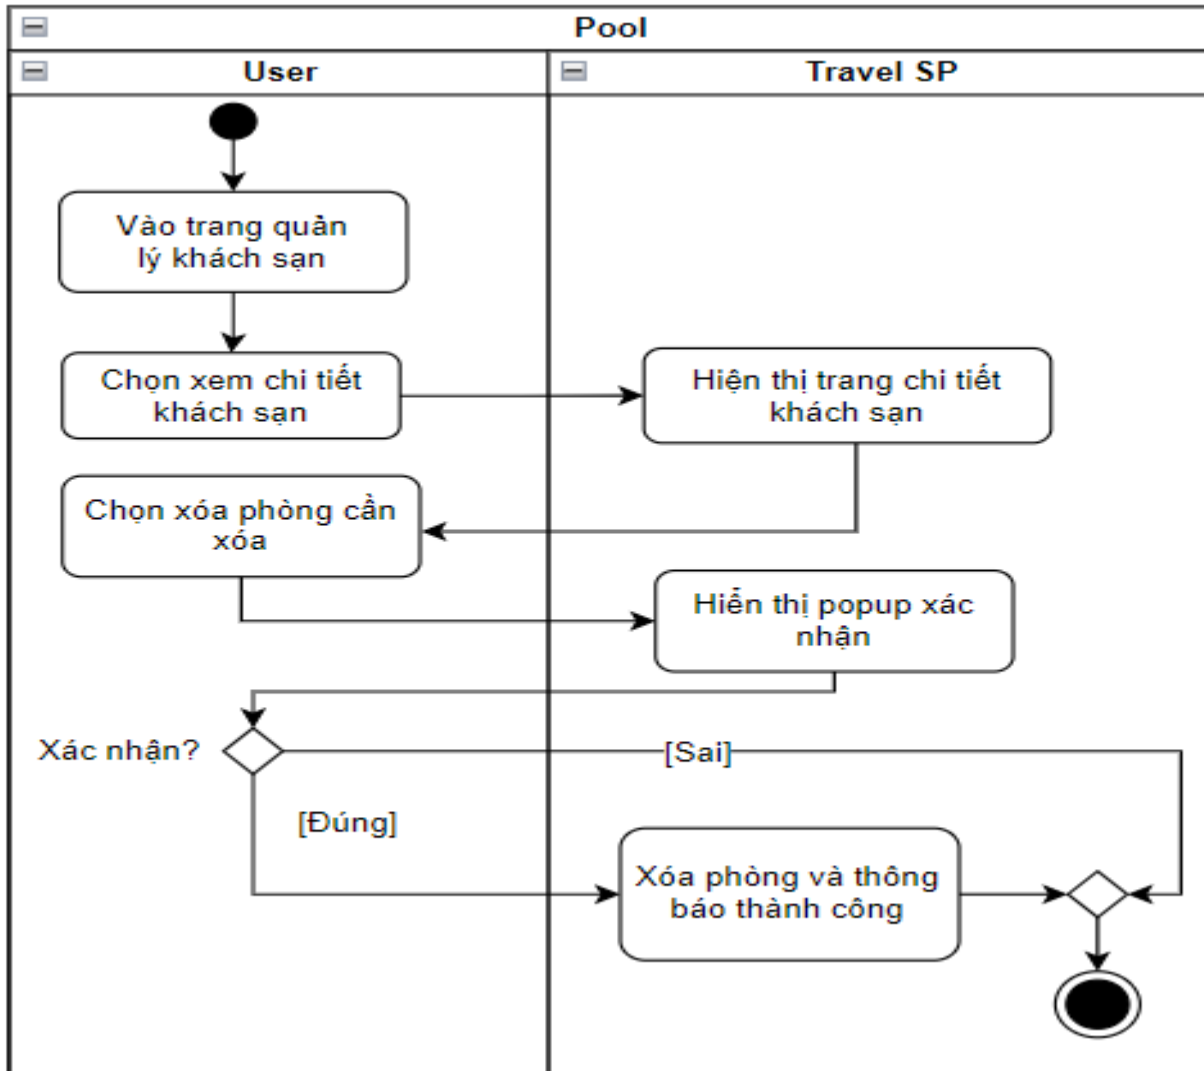 Pool
User
Travel SP
Vào trang quản
lý khách sạn
Chọn xem chi tiết
khách sạn
Hiện thị trang chi tiết
khách sạn
Chọn xóa phòng cần
xóa
Hiển thị popup xác
nhận
Xác nhận?
[Sai]
[Đúng]
Xóa phòng và thông
báo thành công